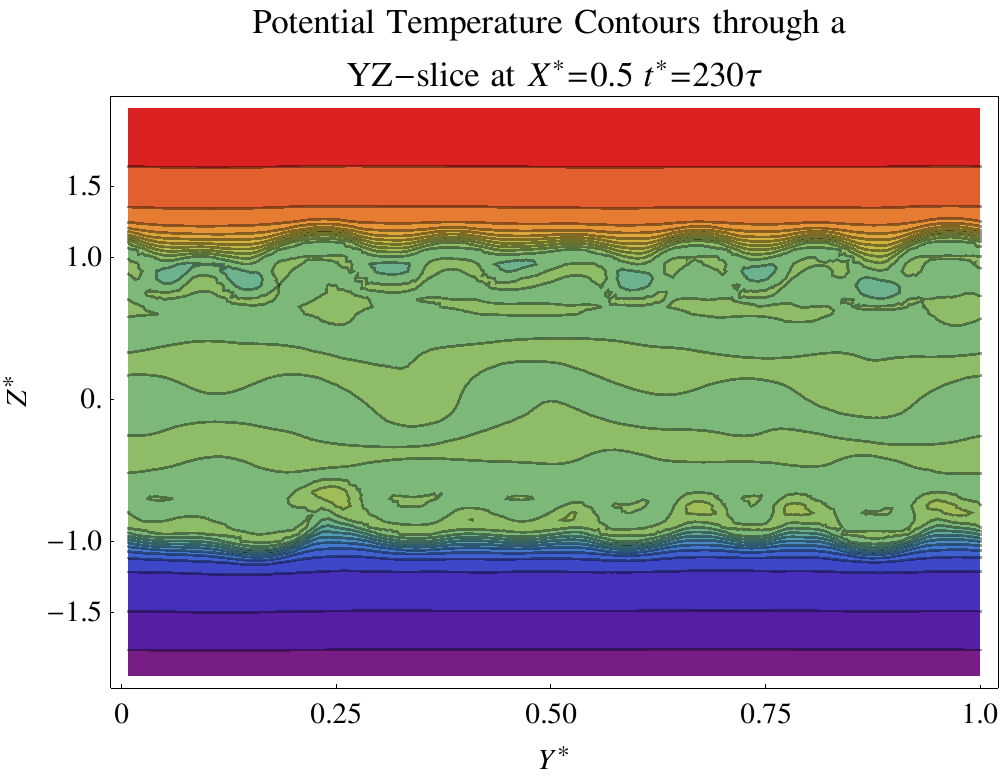 Potential Temperature Contours through a
YZ−slice at X*=0.5 t*=230τ
1.5
1.0
0.
−1.0
−1.5
Z*
0 0.25 0.50 0.75 1.0
Y*